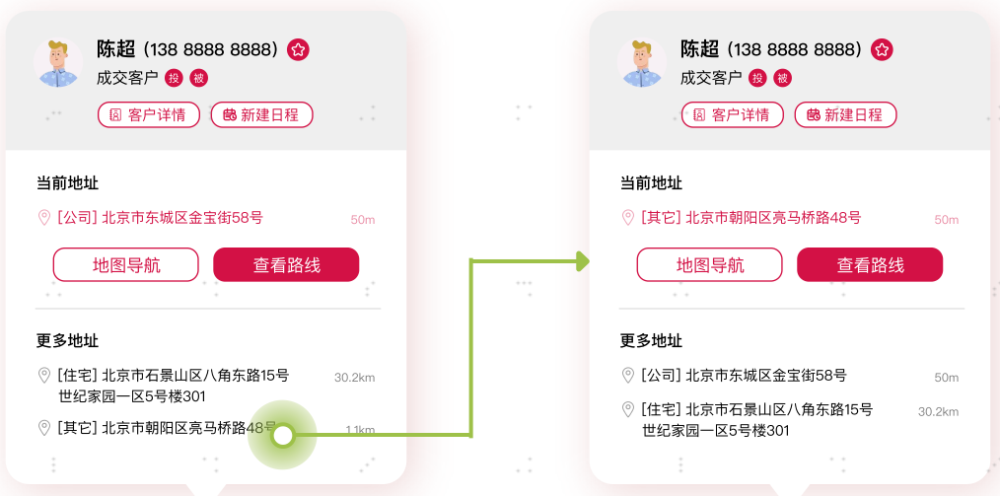 陈超 (138 8888 8888)
成交客户 投 被
客户详情 新建日程
当前地址
[公司] 北京市东城区金宝街58号 50m
地图导航 查看路线
更多地址
[住宅] 北京市石景山区八角东路15号 30.2km
世纪家园一区5号楼301
[其它] 北京市朝阳区亮马桥路48号 1.1km
陈超 (138 8888 8888)
成交客户 投 被
客户详情 新建日程
当前地址
[其它] 北京市朝阳区亮马桥路48号 50m
地图导航 查看路线
更多地址
[公司] 北京市东城区金宝街58号 50m
[住宅] 北京市石景山区八角东路15号 30.2km
世纪家园一区5号楼301